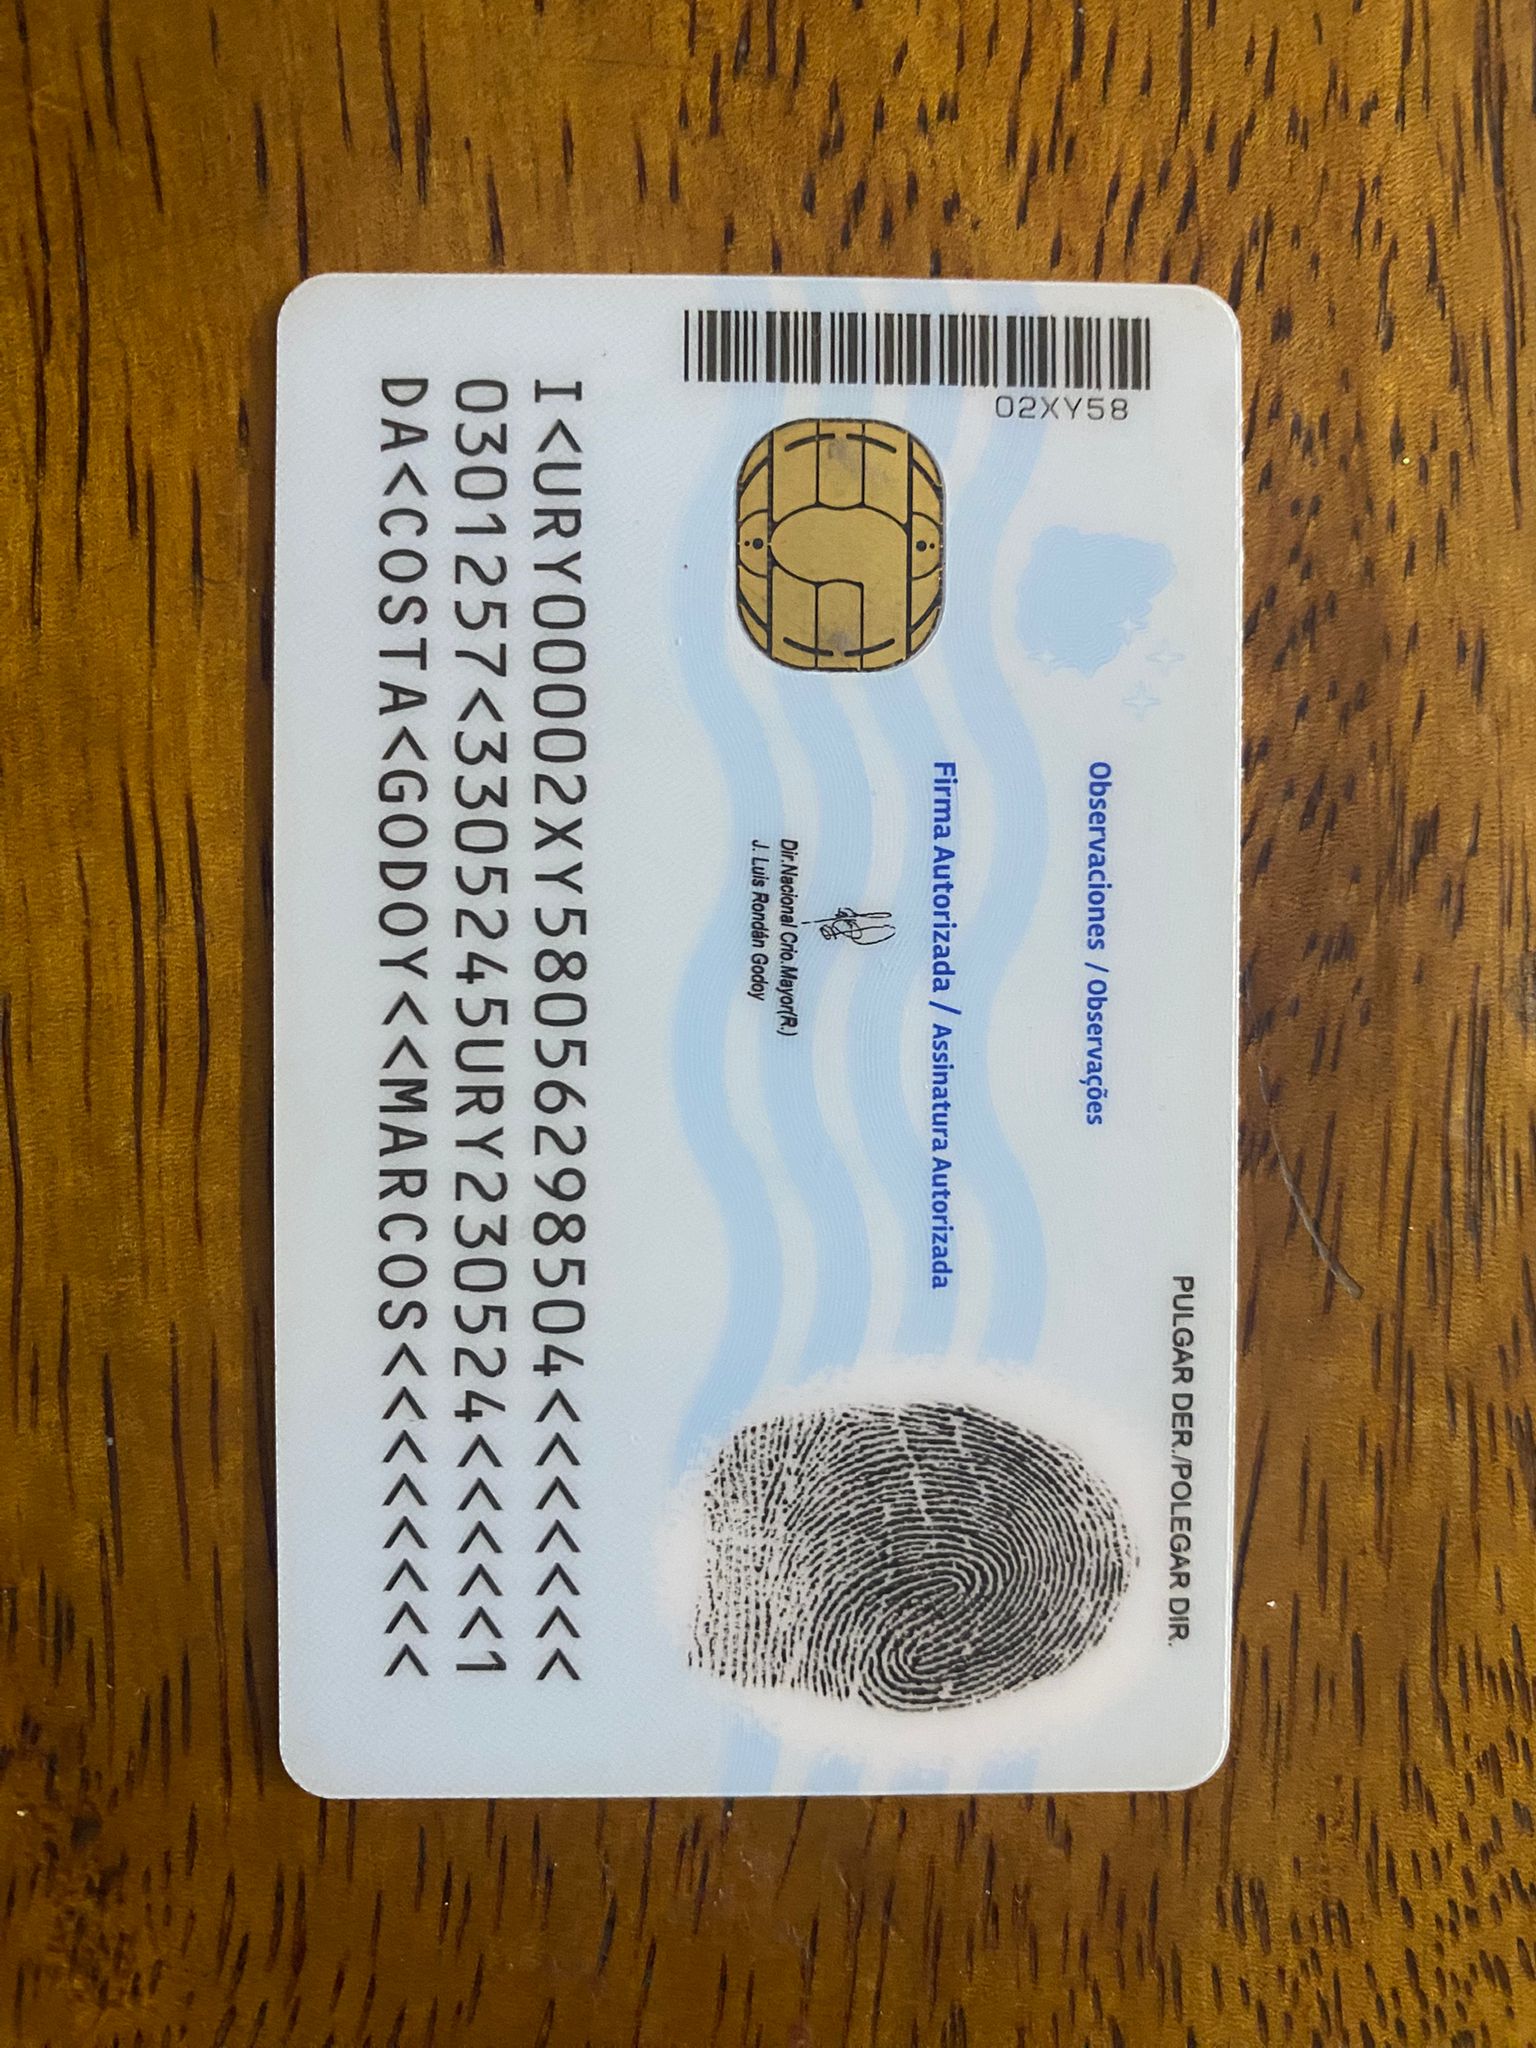 O2XY58
Observaciones / Observações
PULGAR DER./POLEGAR DIR.
Firma Autorizada / Assinatura Autorizada
Dir.Nacional Crio.Mayor(R.)
J. Luis Rondán Godoy
I<URY00002XY58056298504<<<<<<<
0301257<3305245URY230524<<<<<1
DA<COSTA<GODOY<<MARCOS<<<<<<<<